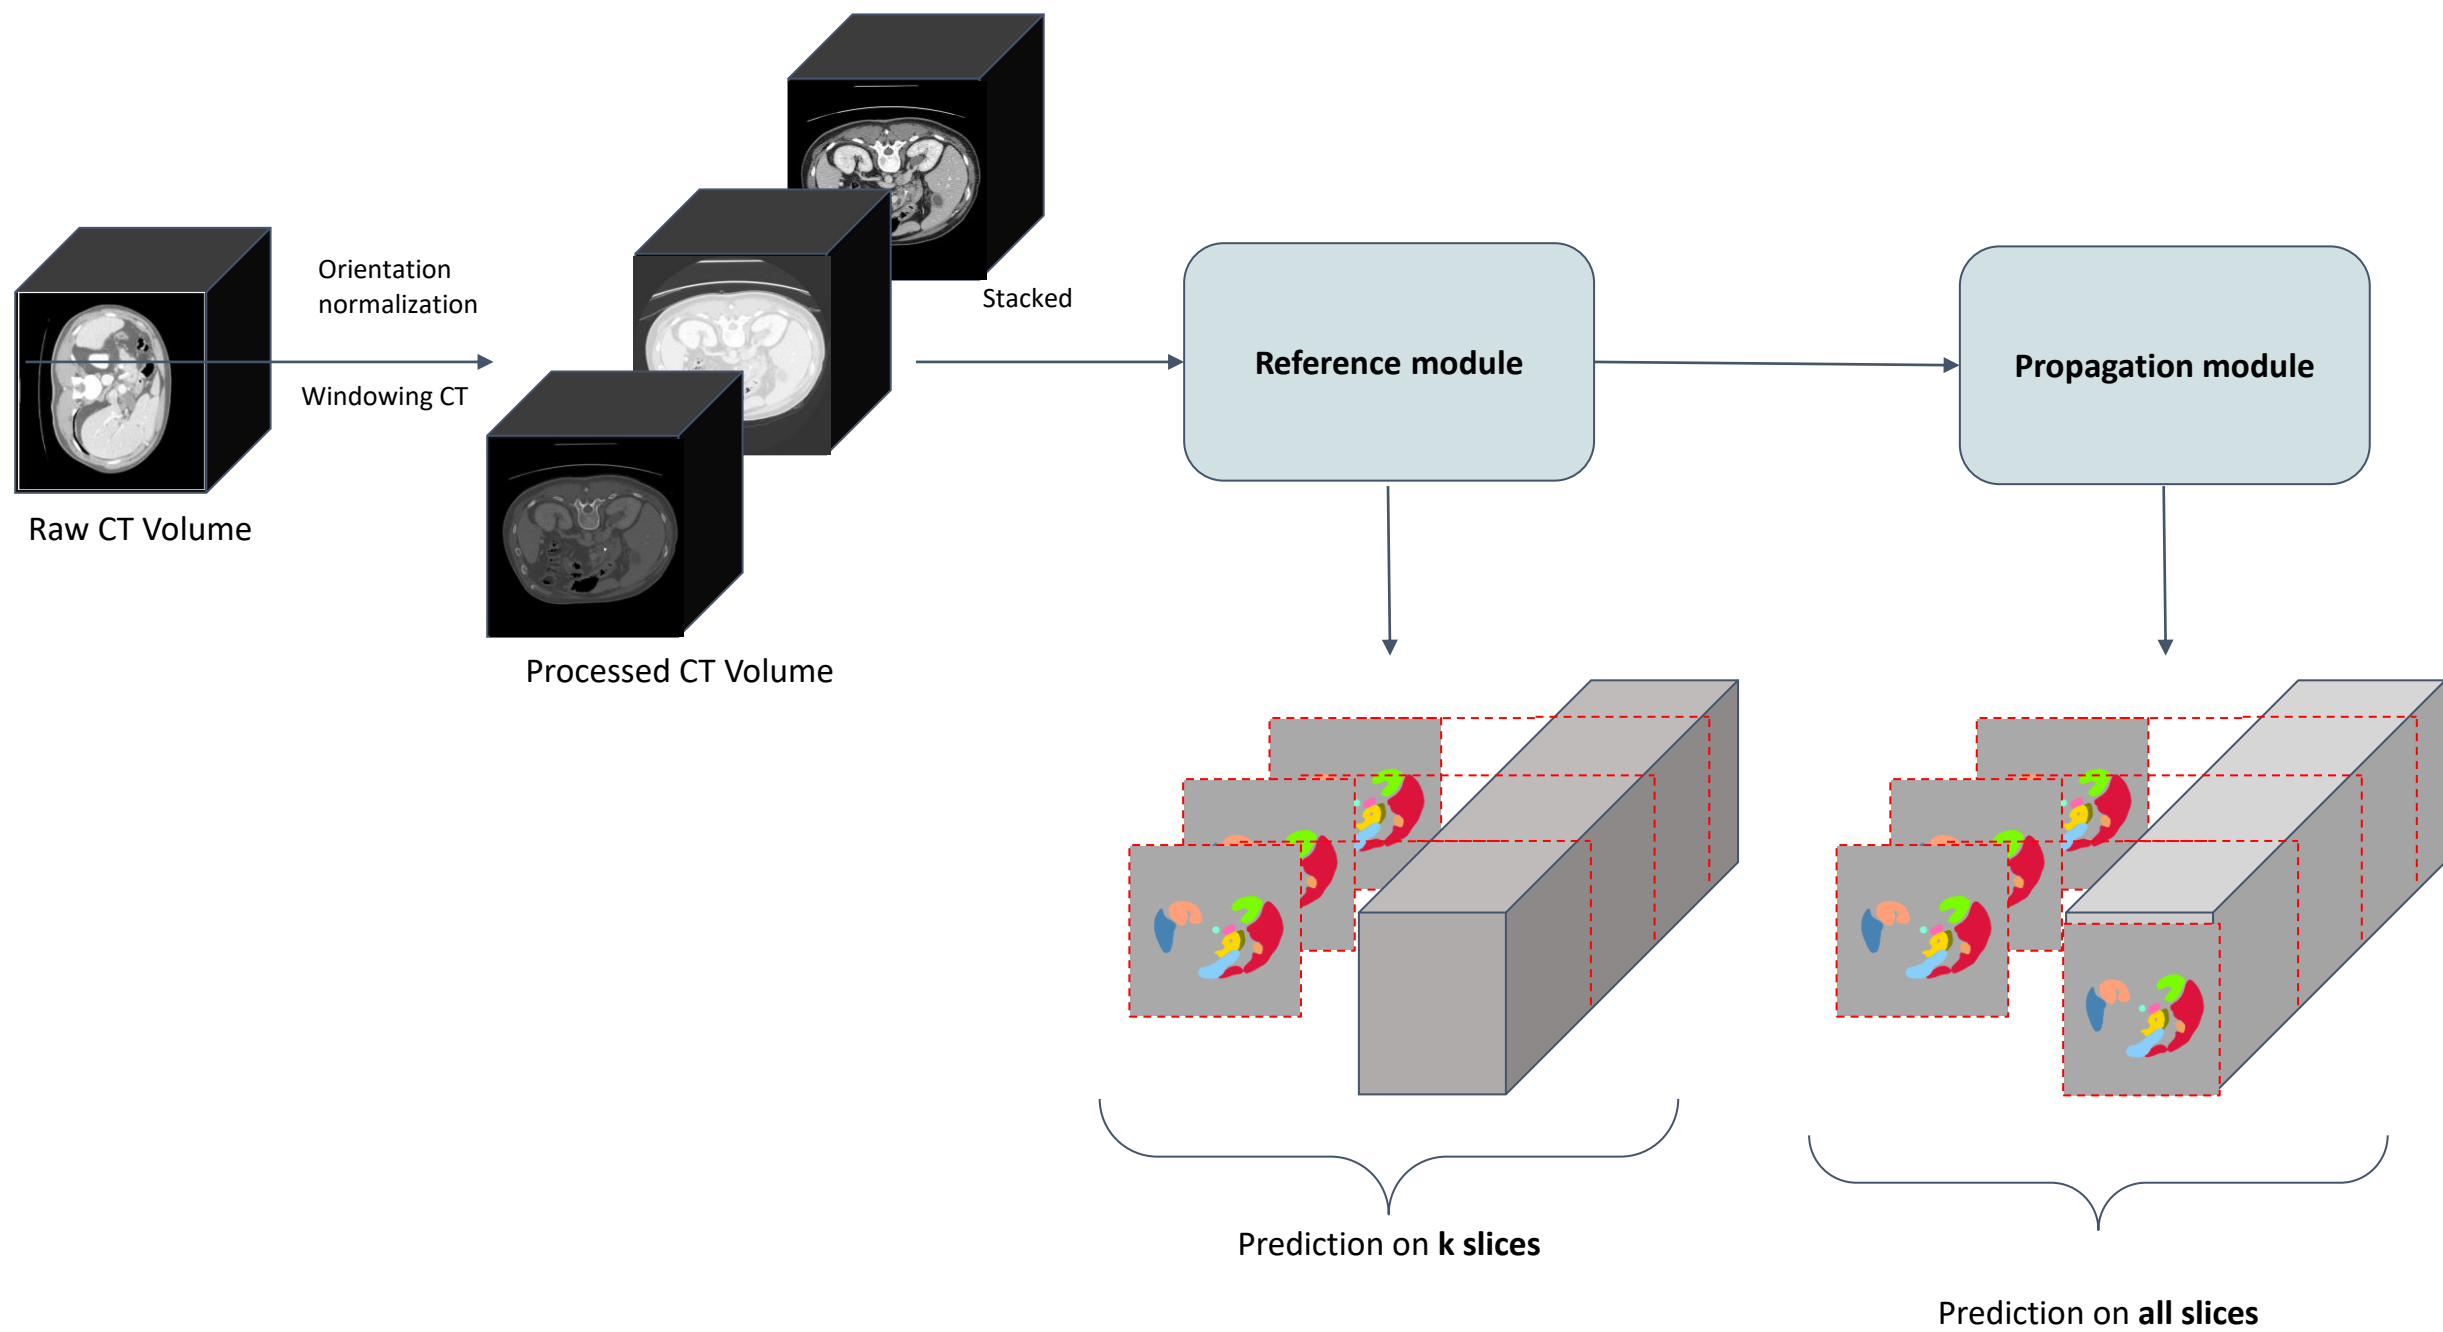 Orientation
normalization
Windowing CT
Raw CT Volume
Processed CT Volume
Stacked
Reference module
Propagation module
Prediction on k slices
Prediction on all slices